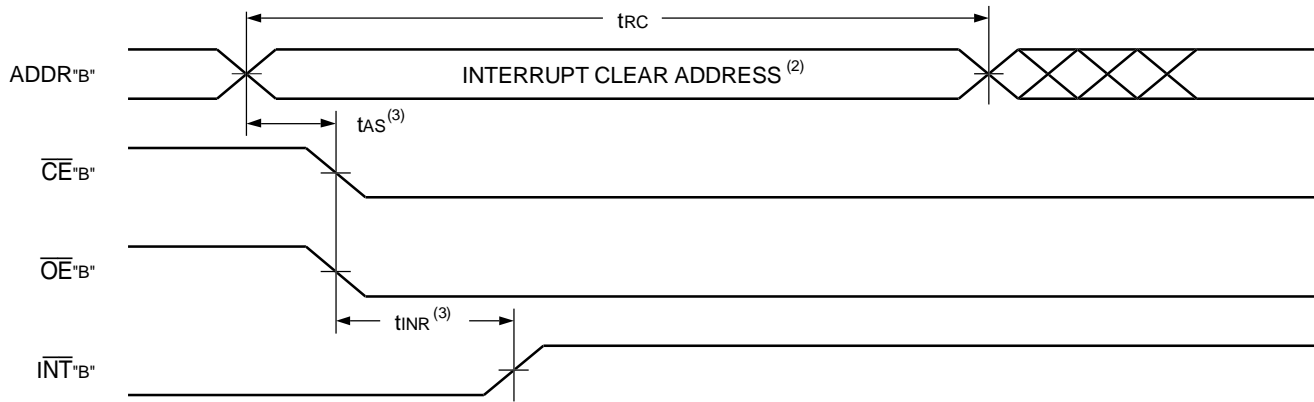 tRC
ADDR"B"
INTERRUPT CLEAR ADDRESS (2)
tAS(3)
CE"B"
OE"B"
tINR(3)
INT"B"